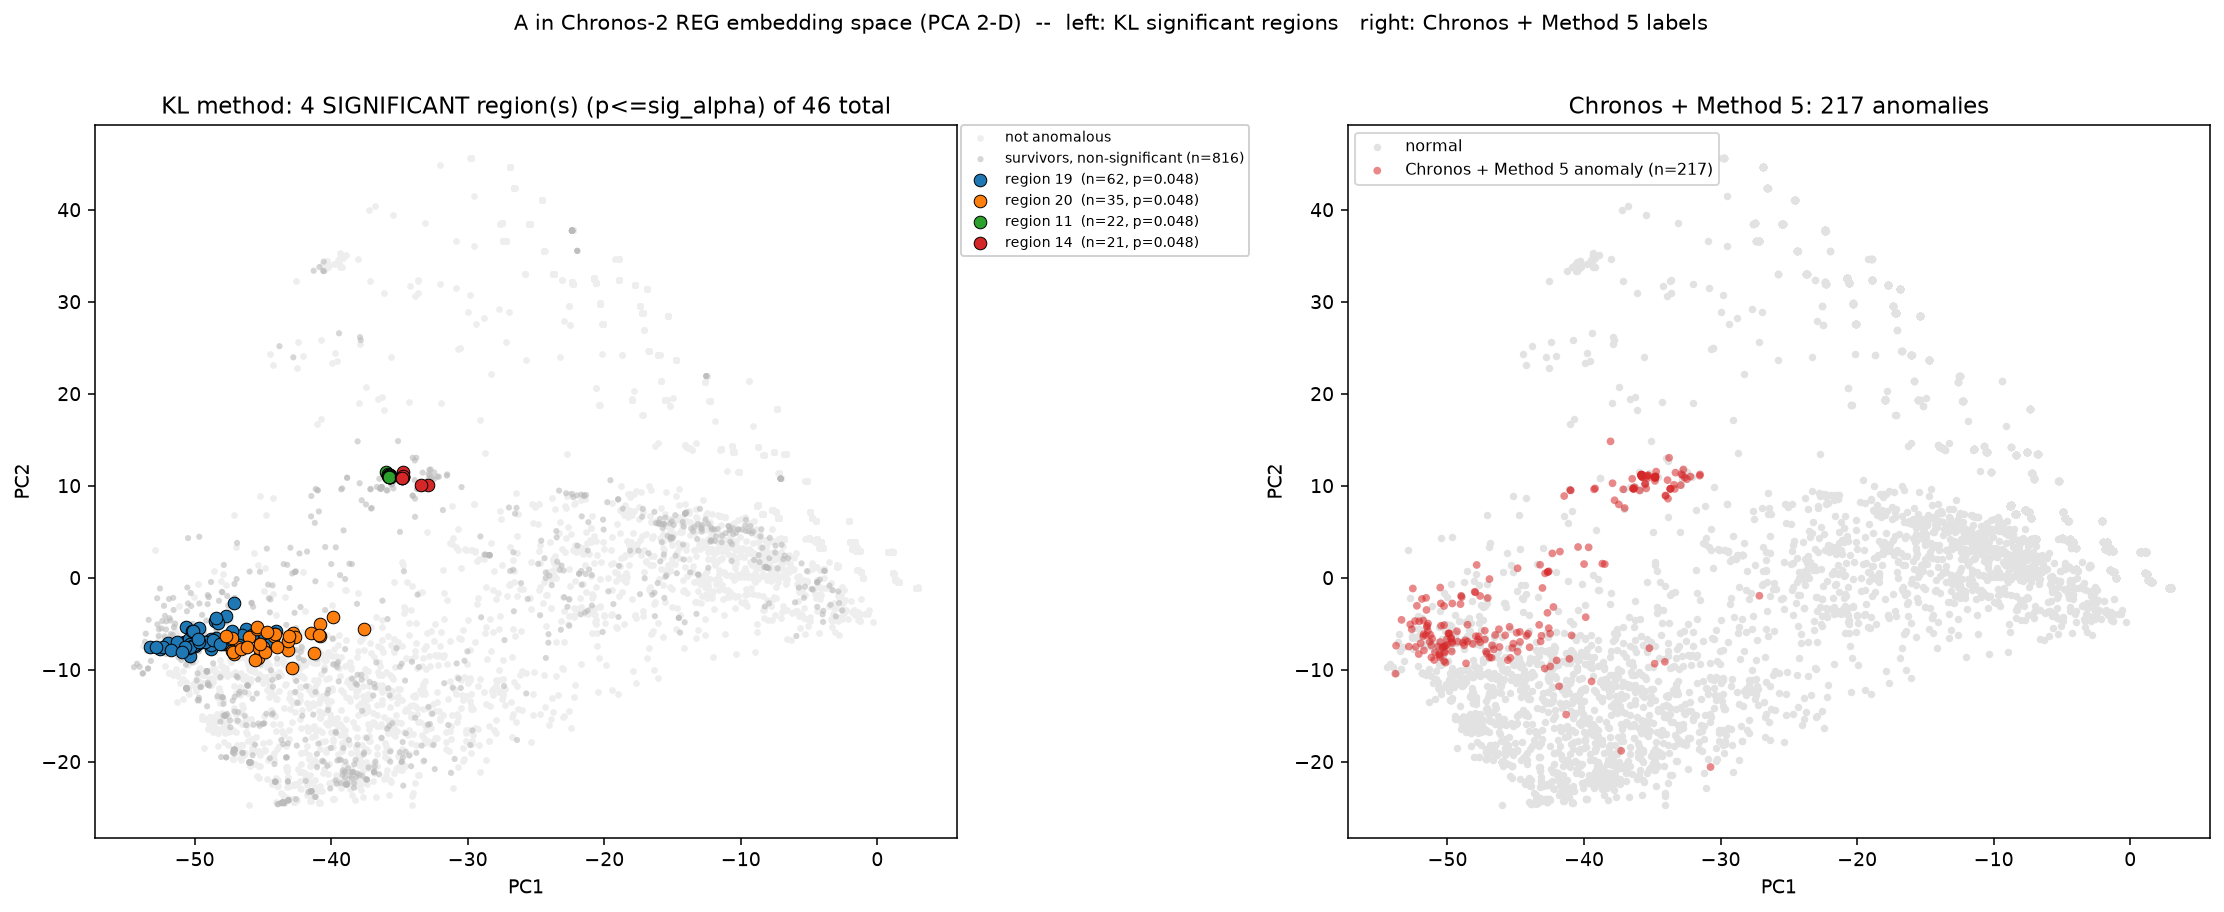 A in Chronos-2 REG embedding space (PCA 2-D)  --  left: KL significant regions   right: Chronos + Method 5 labels
KL method: 4 SIGNIFICANT region(s) (p<=sig_alpha) of 46 total
not anomalous
survivors, non-significant (n=816)
region 19  (n=62, p=0.048)
region 20  (n=35, p=0.048)
region 11  (n=22, p=0.048)
region 14  (n=21, p=0.048)
PC2
40
30
20
10
0
−10
−20
−50
−40
−30
−20
−10
0
PC1
Chronos + Method 5: 217 anomalies
normal
Chronos + Method 5 anomaly (n=217)
PC2
40
30
20
10
0
−10
−20
−50
−40
−30
−20
−10
0
PC1